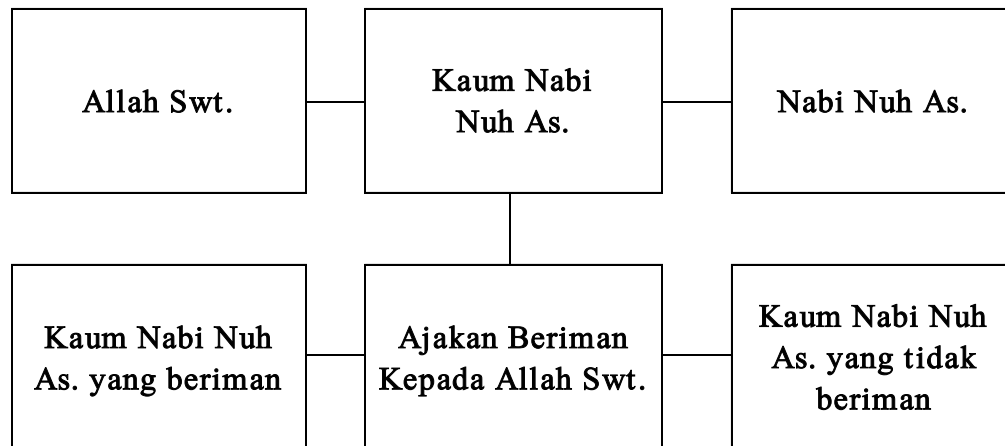 Allah Swt.
Kaum Nabi
Nuh As.
Nabi Nuh As.
Kaum Nabi Nuh
As. yang beriman
Ajakan Beriman
Kepada Allah Swt.
Kaum Nabi Nuh
As. yang tidak
beriman